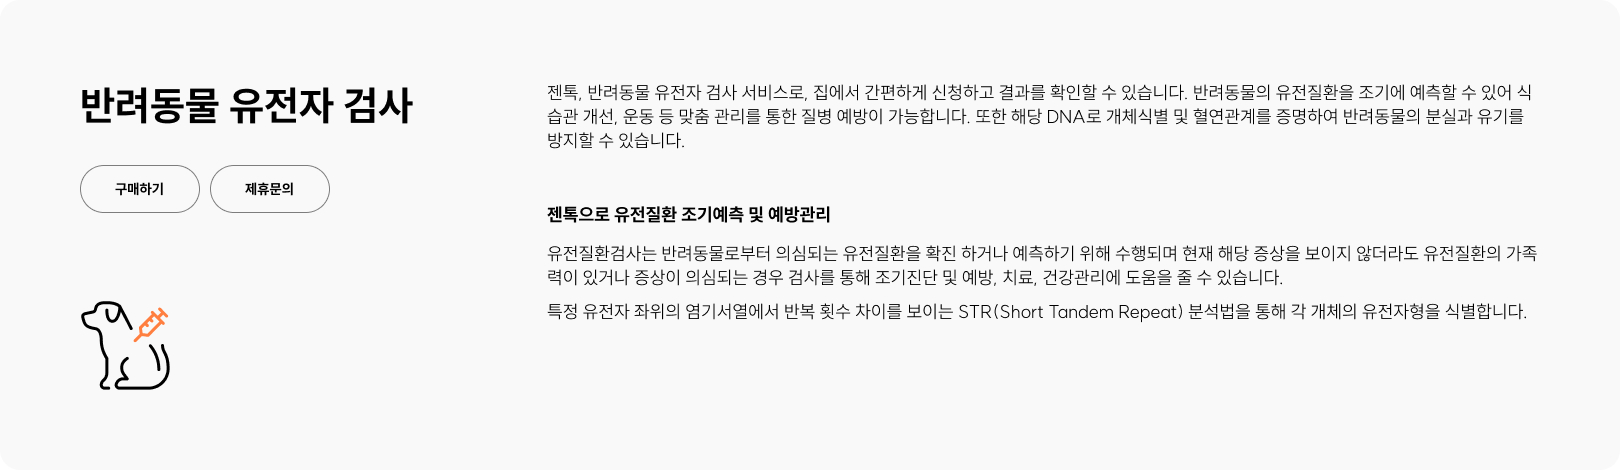 반려동물 유전자 검사
구매하기
제휴문의
젠톡, 반려동물 유전자 검사 서비스로, 집에서 간편하게 신청하고 결과를 확인할 수 있습니다. 반려동물의 유전질환을 조기에 예측할 수 있어 식
습관 개선, 운동 등 맞춤 관리를 통한 질병 예방이 가능합니다. 또한 해당 DNA로 개체식별 및 혈연관계를 증명하여 반려동물의 분실과 유기를
방지할 수 있습니다.
젠톡으로 유전질환 조기예측 및 예방관리
유전질환검사는 반려동물로부터 의심되는 유전질환을 확진 하거나 예측하기 위해 수행되며 현재 해당 증상을 보이지 않더라도 유전질환의 가족
력이 있거나 증상이 의심되는 경우 검사를 통해 조기진단 및 예방, 치료, 건강관리에 도움을 줄 수 있습니다.
특정 유전자 좌위의 염기서열에서 반복 횟수 차이를 보이는 STR(Short Tandem Repeat) 분석법을 통해 각 개체의 유전자형을 식별합니다.